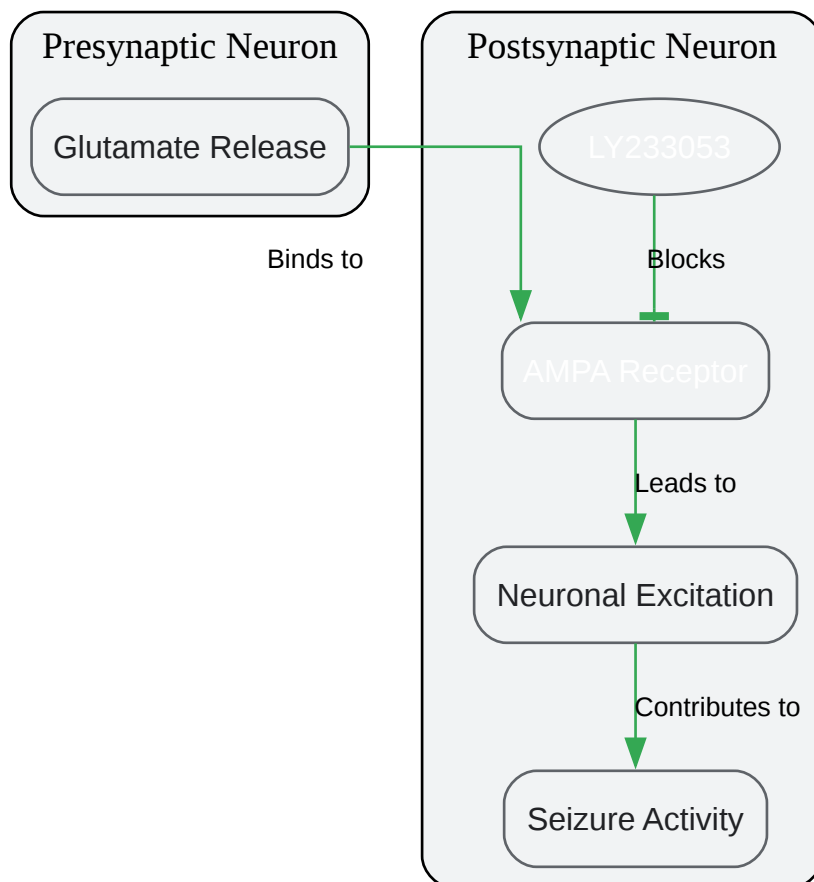 Presynaptic Neuron
Postsynaptic Neuron
Glutamate Release
LY233053
Binds to
Blocks
AMPA Receptor
Leads to
Neuronal Excitation
Contributes to
Seizure Activity